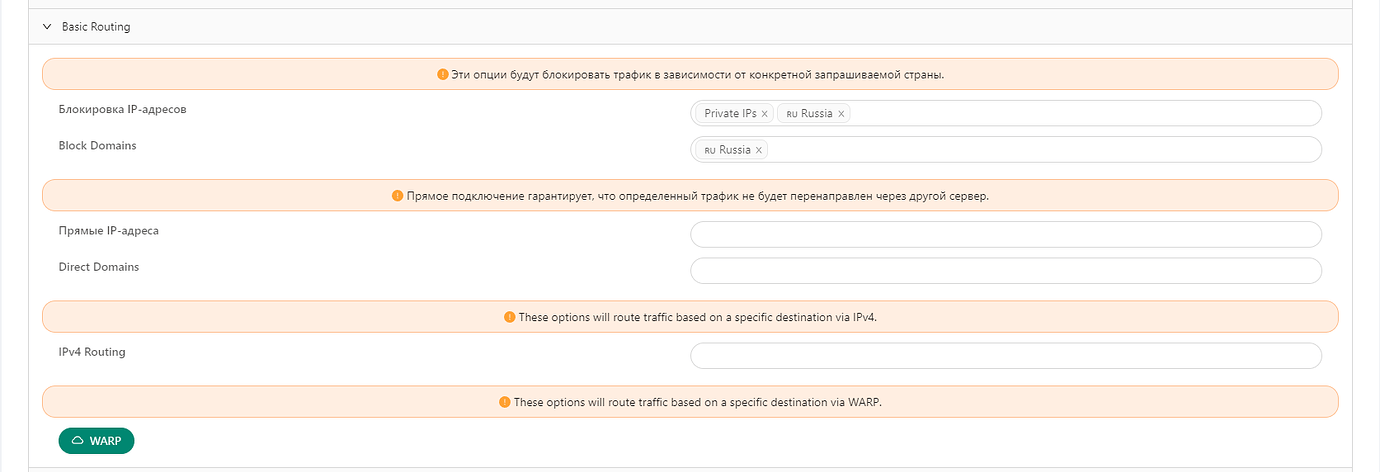 Basic Routing
Эти опции будут блокировать трафик в зависимости от конкретной запрашиваемой страны.
Блокировка IP-адресов Private IPs × RU Russia ×
Block Domains RU Russia ×
Прямое подключение гарантирует, что определенный трафик не будет перенаправлен через другой сервер.
Прямые IP-адреса
Direct Domains
These options will route traffic based on a specific destination via IPv4.
IPv4 Routing
These options will route traffic based on a specific destination via WARP.
WARP